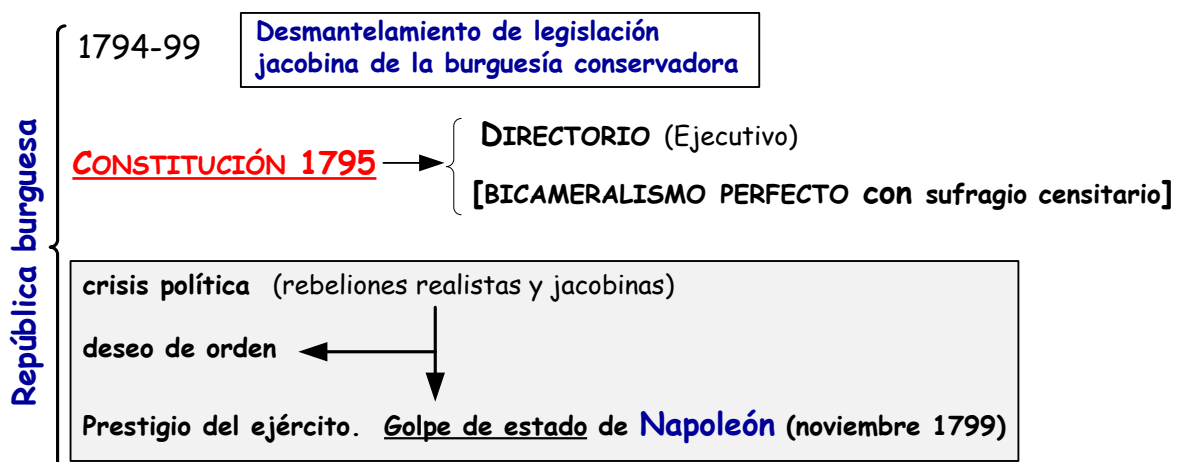 República burguesa
1794-99
Desmantelamiento de legislación
jacobina de la burguesía conservadora
CONSTITUCIÓN 1795
DIRECTORIO (Ejecutivo)
[BICAMERALISMO PERFECTO con sufragio censitario]
crisis política (rebeliones realistas y jacobinas)
deseo de orden
Prestigio del ejército. Golpe de estado de Napoleón (noviembre 1799)